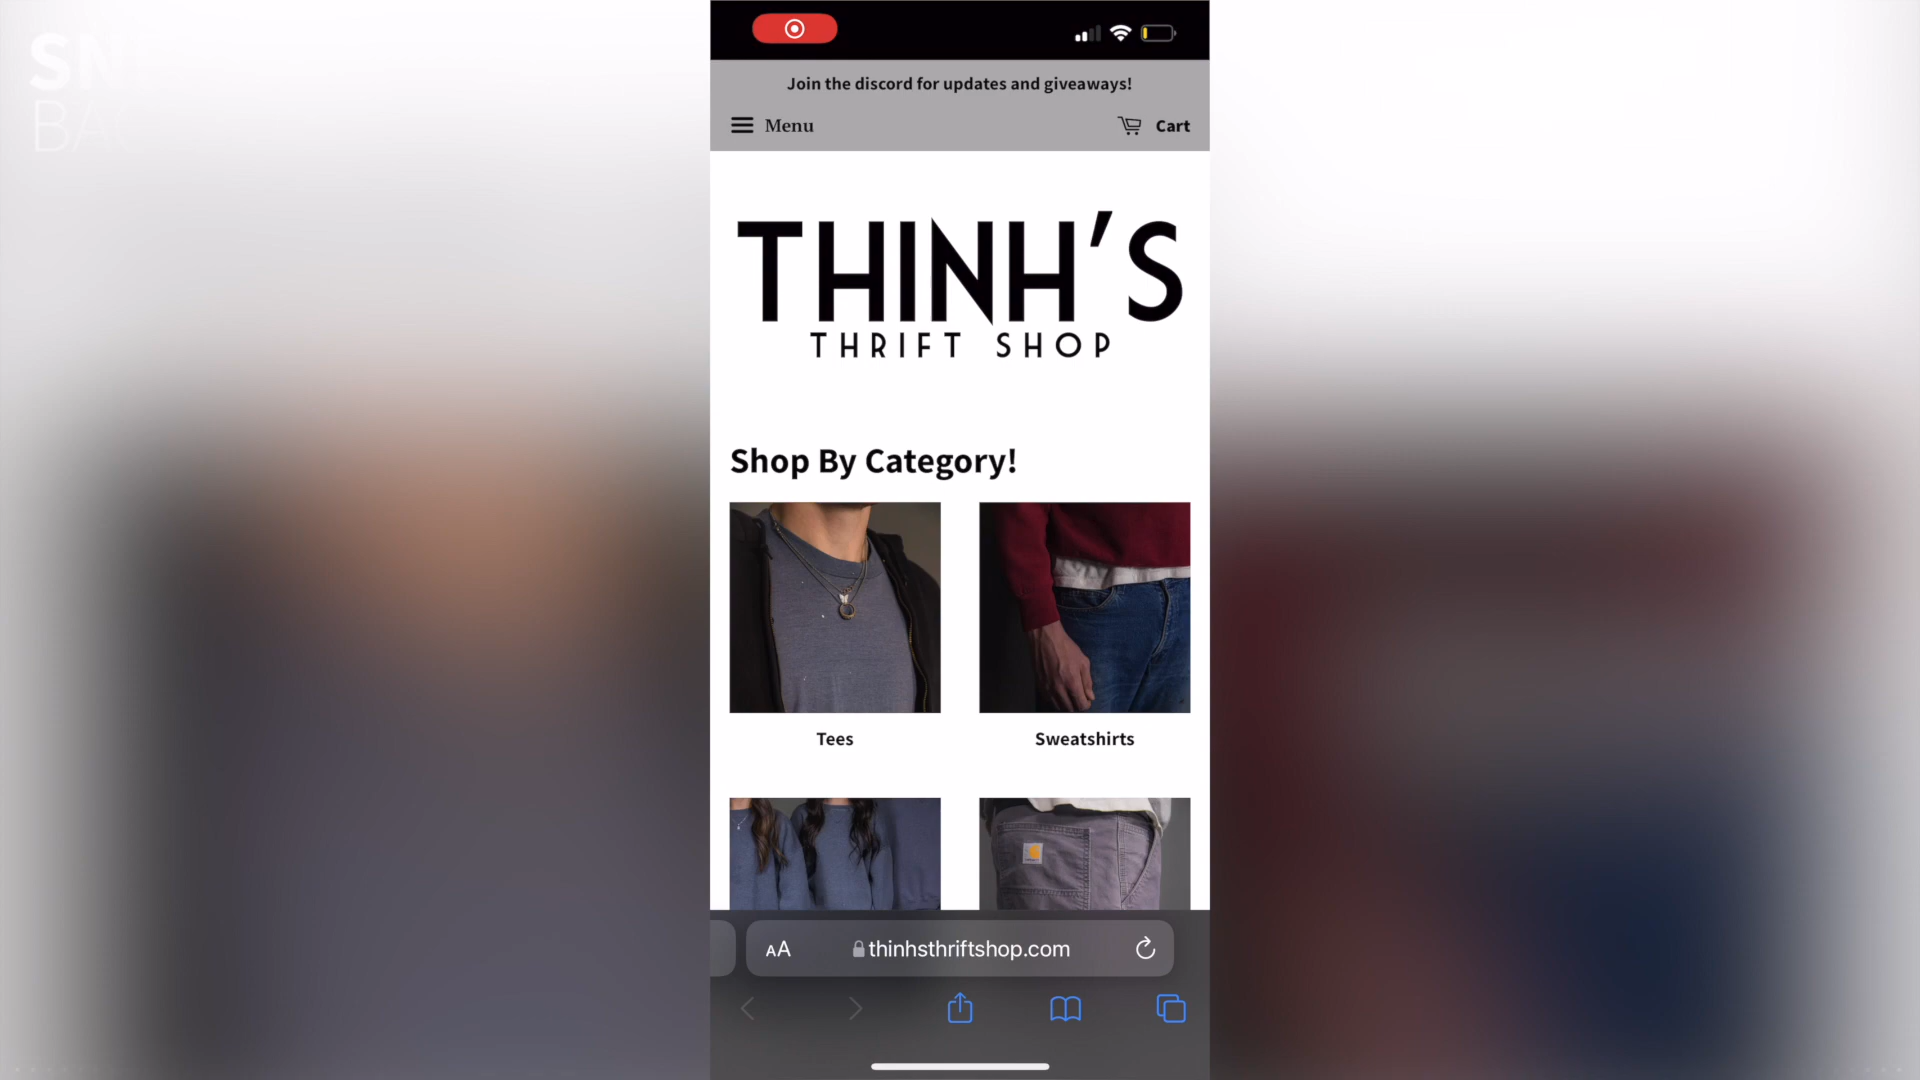 Join the discord for updates and giveaways!
Menu
Cart
THINH'S
THRIFT SHOP
Shop By Category!
Tees
Sweatshirts
AA
thinhsthriftshop.com